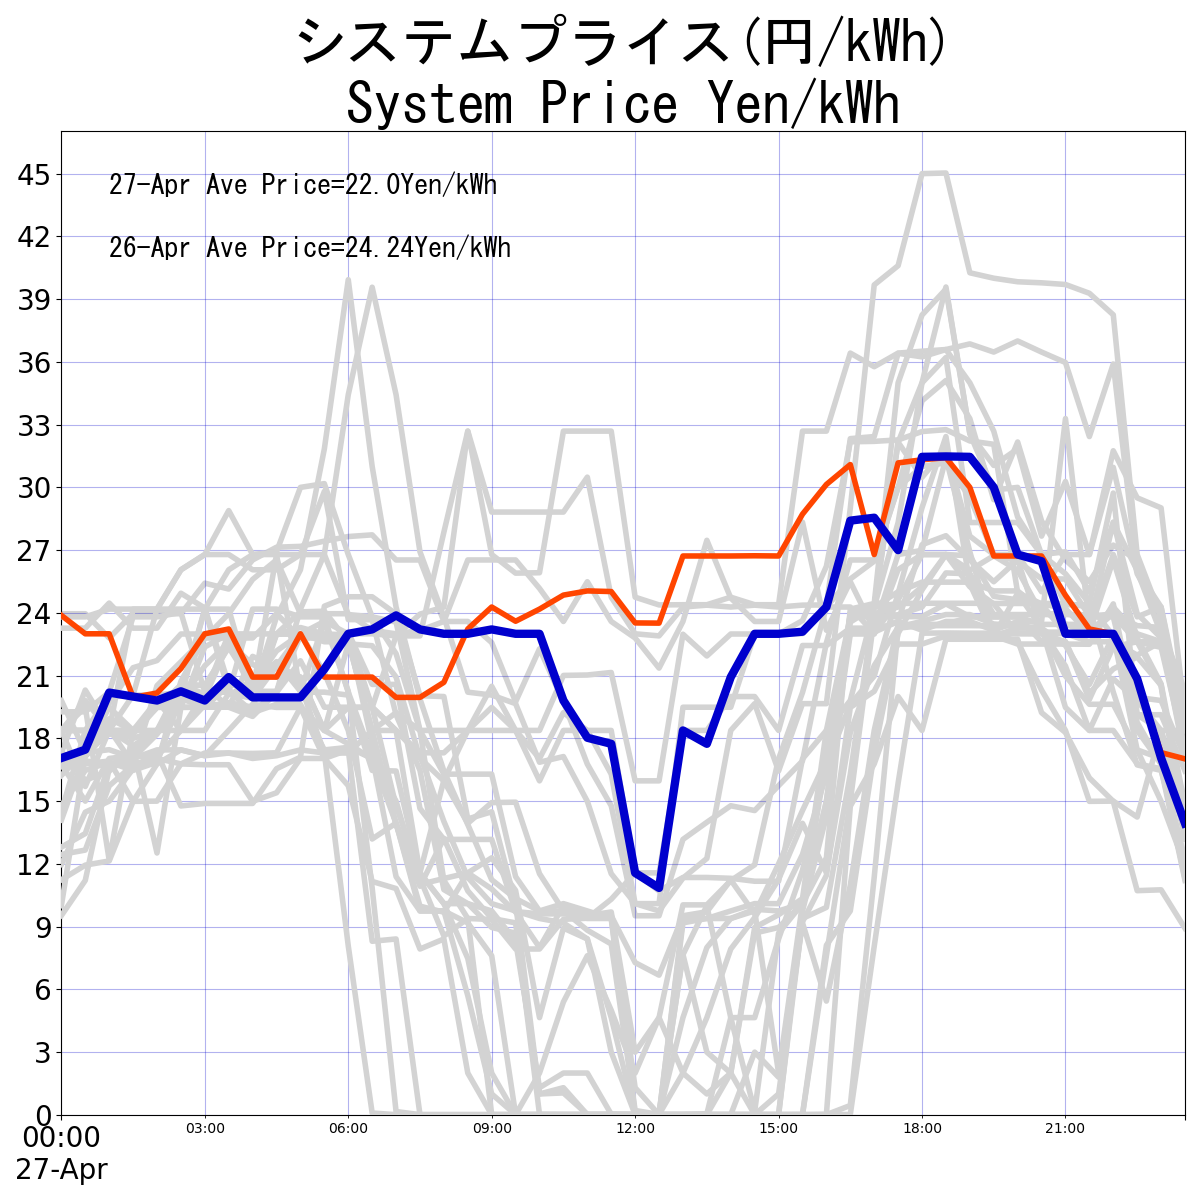 システムプライス(円/kWh)
System Price Yen/kWh
27-Apr Ave Price=22.0Yen/kWh
26-Apr Ave Price=24.24Yen/kWh
45
42
39
36
33
30
27
24
21
18
15
12
9
6
3
0
00:00 03:00 06:00 09:00 12:00 15:00 18:00 21:00
27-Apr